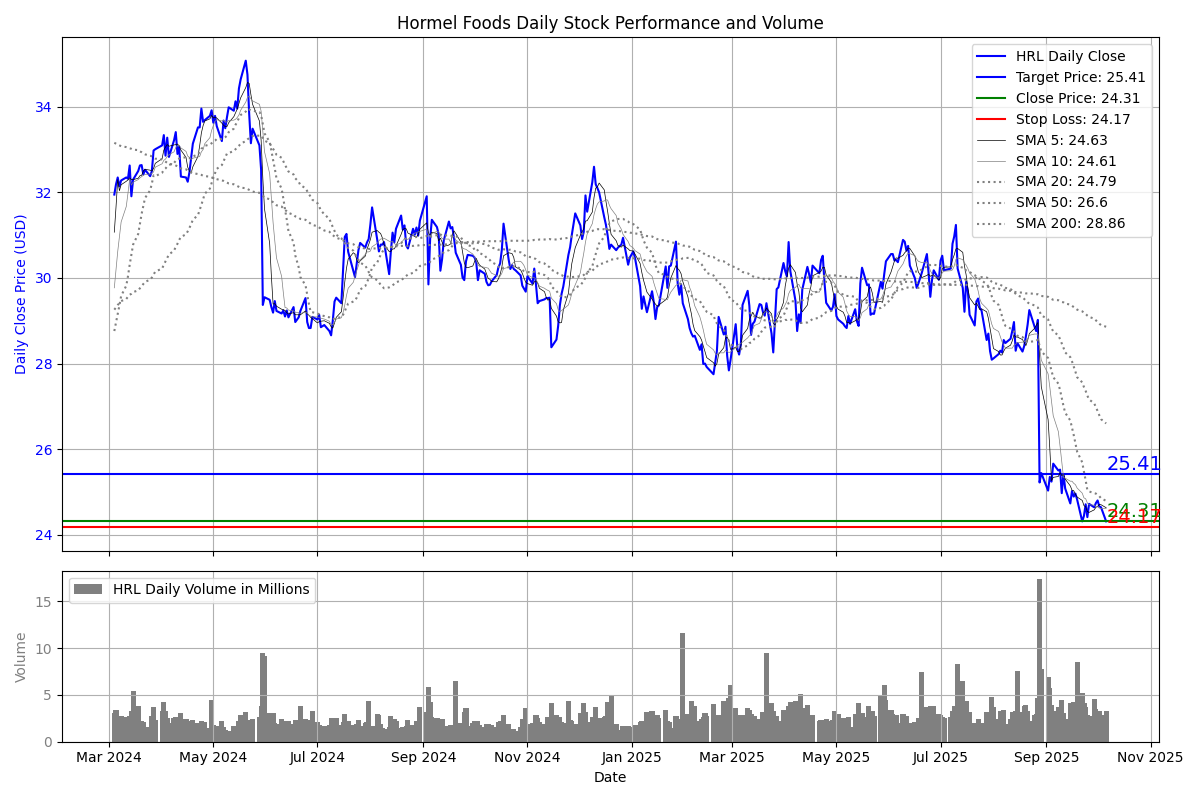 Hormel Foods Daily Stock Performance and Volume
Daily Close Price (USD)
34
32
30
28
26
24
HRL Daily Close
Target Price: 25.41
Close Price: 24.31
Stop Loss: 24.17
SMA 5: 24.63
SMA 10: 24.61
SMA 20: 24.79
SMA 50: 26.6
SMA 200: 28.86
25.41
24.31
24.17
HRL Daily Volume in Millions
Volume
15
10
5
0
Mar 2024
May 2024
Jul 2024
Sep 2024
Nov 2024
Jan 2025
Mar 2025
May 2025
Jul 2025
Sep 2025
Nov 2025
Date